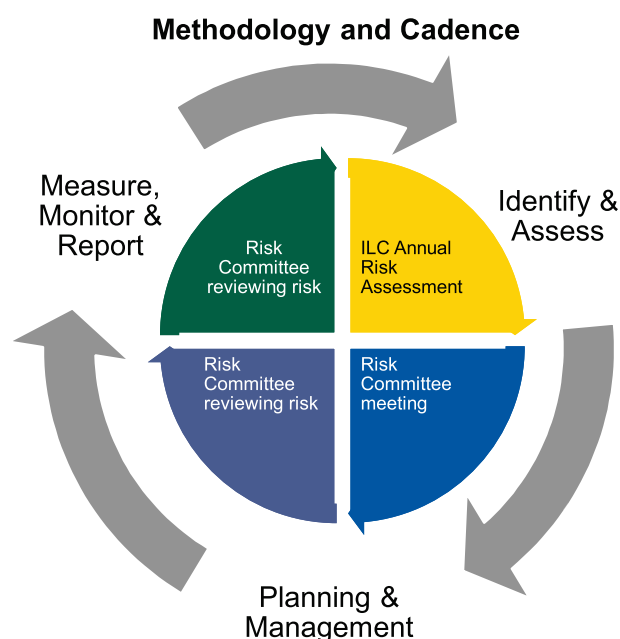 Methodology and Cadence
Measure,
Monitor &
Report
Identify &
Assess
Risk
Committee
reviewing risk
ILC Annual
Risk
Assessment
Risk
Committee
reviewing risk
Risk
Committee
meeting
Planning &
Management